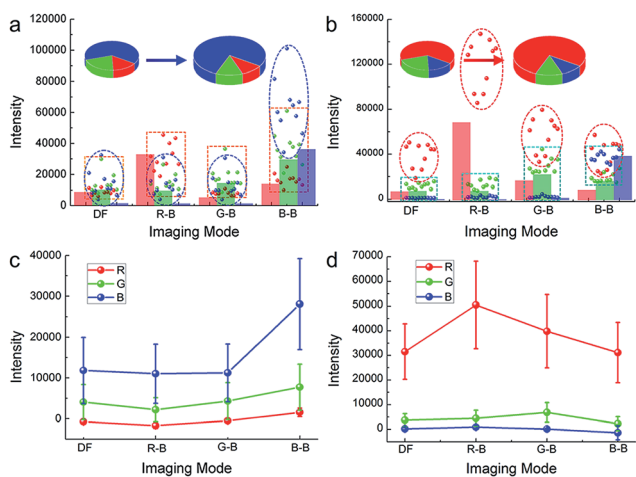 a
120000
100000
80000
60000
40000
20000
0
Intensity
DF
R-B
G-B
B-B
Imaging Mode
b
160000
120000
80000
40000
0
Intensity
DF
R-B
G-B
B-B
Imaging Mode
c
40000
30000
20000
10000
0
Intensity
R
G
B
DF
R-B
G-B
B-B
Imaging Mode
d
70000
60000
50000
40000
30000
20000
10000
0
Intensity
R
G
B
DF
R-B
G-B
B-B
Imaging Mode